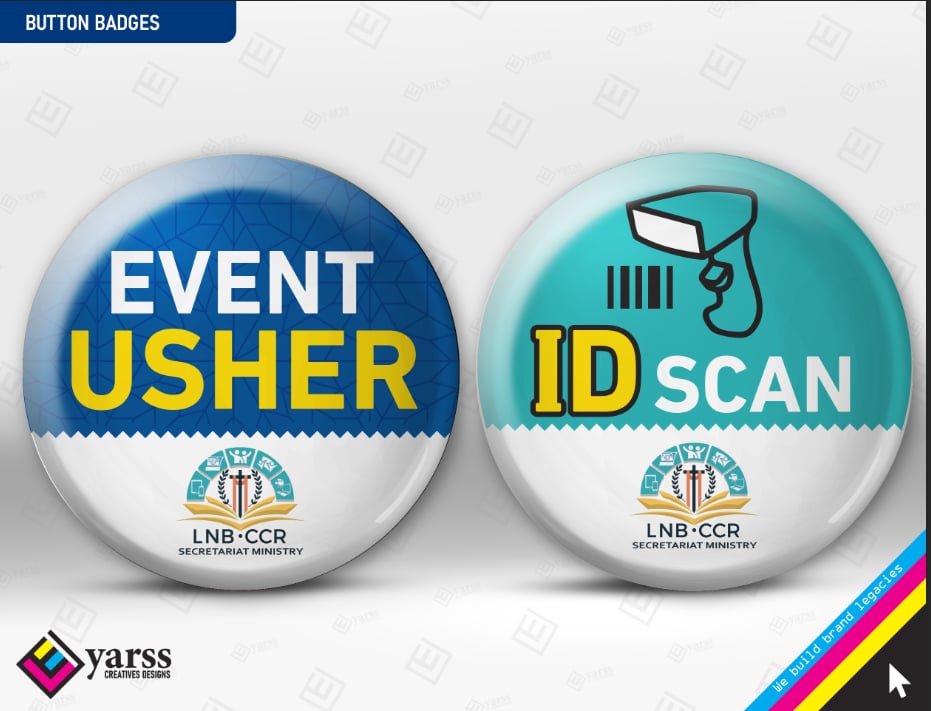 BUTTON BADGES
EVENT
USHER
LNB·CCR
SECRETARIAT MINISTRY
ID SCAN
LNB·CCR
SECRETARIAT MINISTRY
yarss
CREATIVES DESIGNS
We build brand legacies